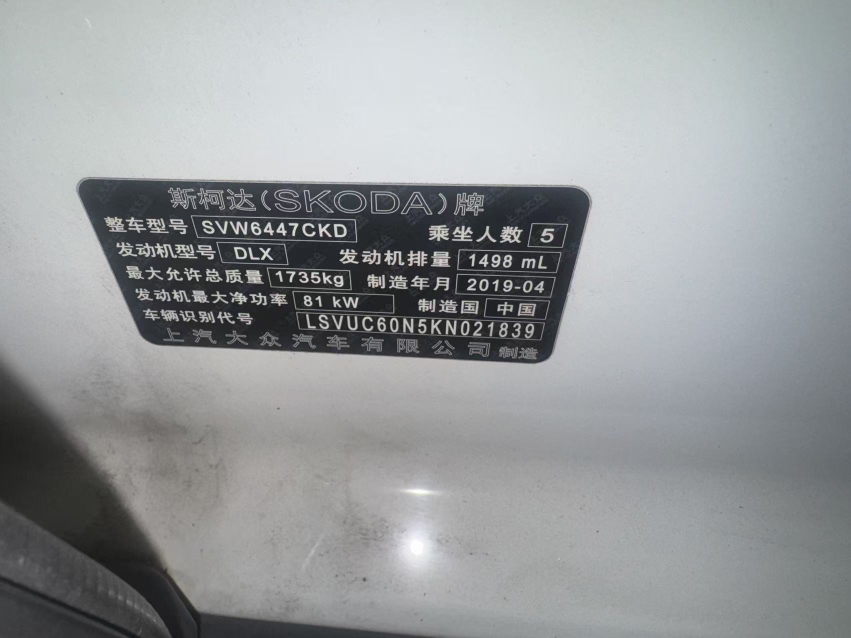 斯柯达(SKODA)牌
整车型号 SVW6447CKD 乘坐人数 5
发动机型号 DLX 发动机排量 1498 mL
最大允许总质量 1735kg 制造年月 2019-04
发动机最大净功率 81 kW 制造国 中国
车辆识别代号 LSVUC60N5KN021839
上汽大众汽车有限公司 制造